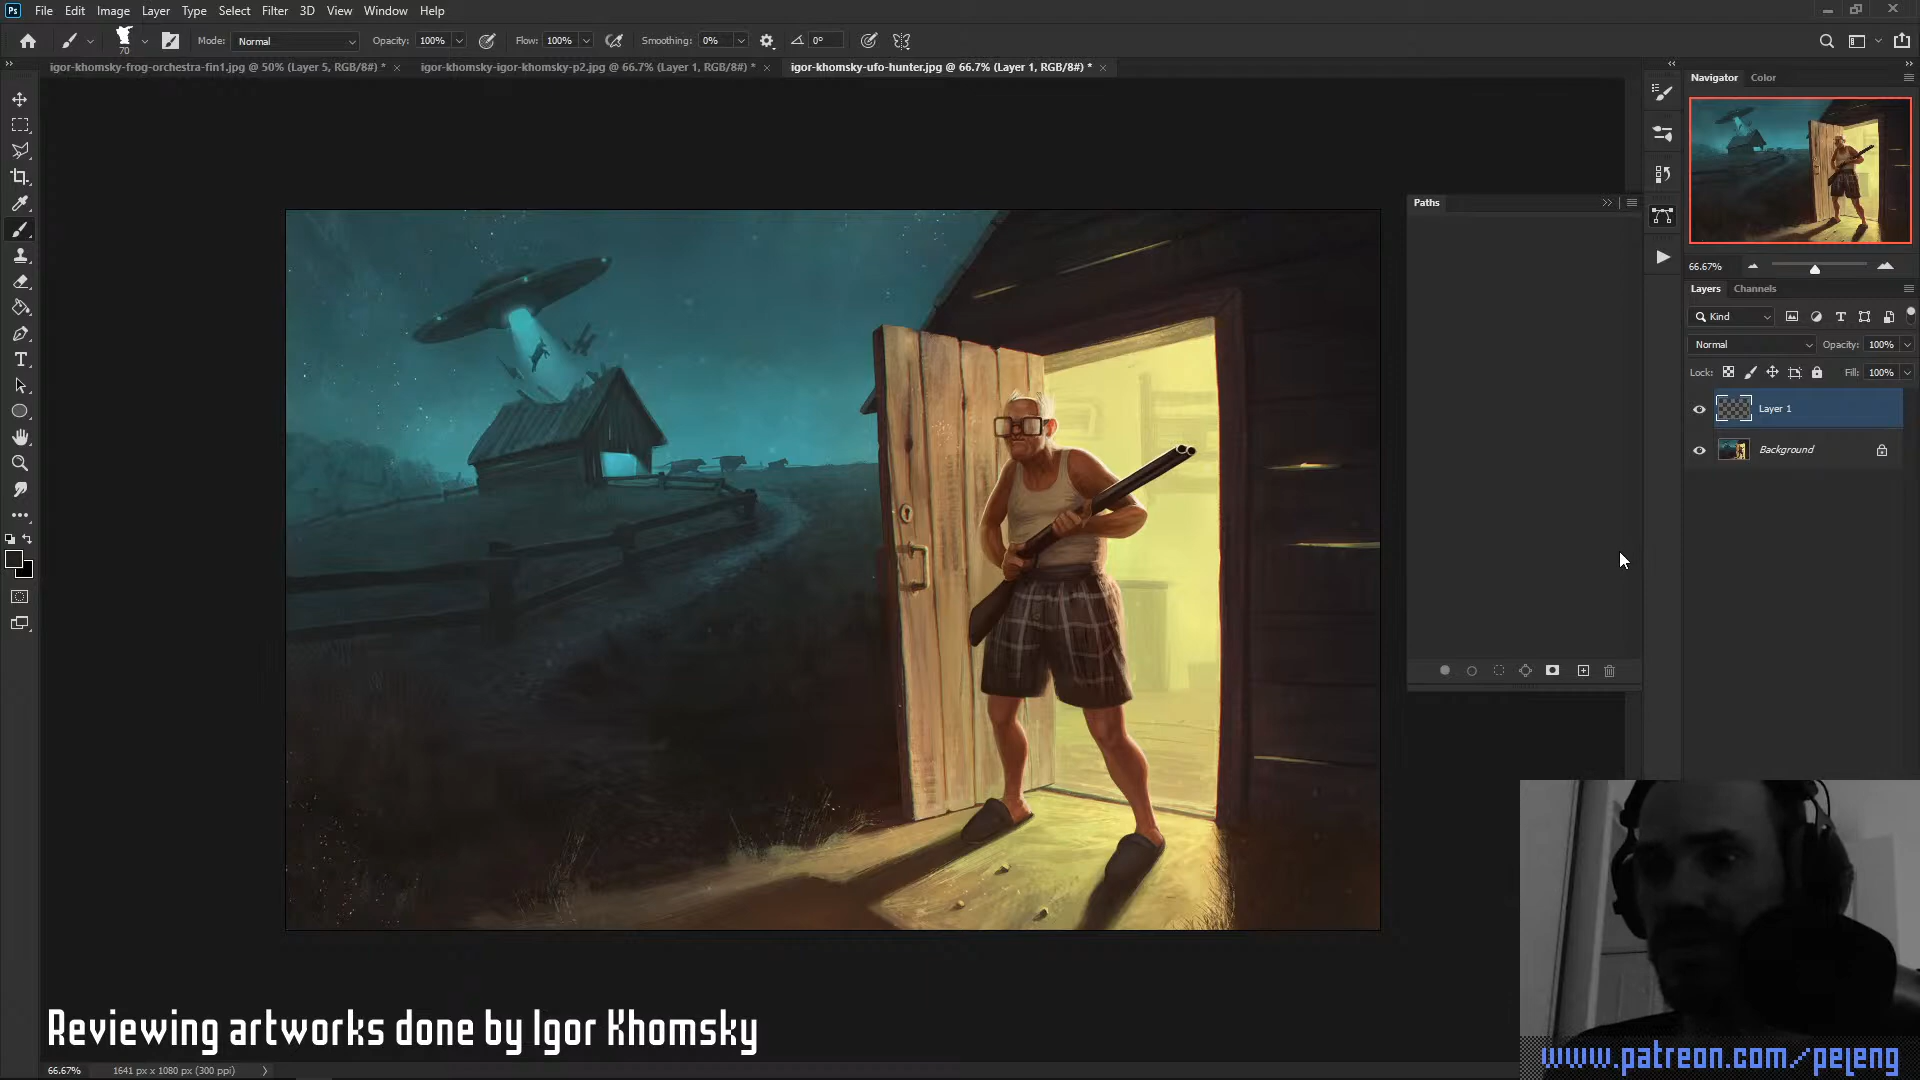 Ps File Edit Image Layer Type Select Filter 3D View Window Help
70 Mode: Normal Opacity: 100% Flow: 100% Smoothing: 0% 0°
igor-khomsky-frog-orchestra-fin1.jpg @ 50% (Layer 5, RGB/8#) * igor-khomsky-igor-khomsky-p2.jpg @ 66.7% (Layer 1, RGB/8#) * igor-khomsky-ufo-hunter.jpg @ 66.7% (Layer 1, RGB/8#) *
Navigator Color
Paths
66.67%
Layers Channels
Kind
Normal Opacity: 100%
Lock: Fill: 100%
Layer 1
Background
Reviewing artworks done by Igor Khomsky
www.patreon.com/peleng
66.67% 1641 px x 1080 px (300 ppi)